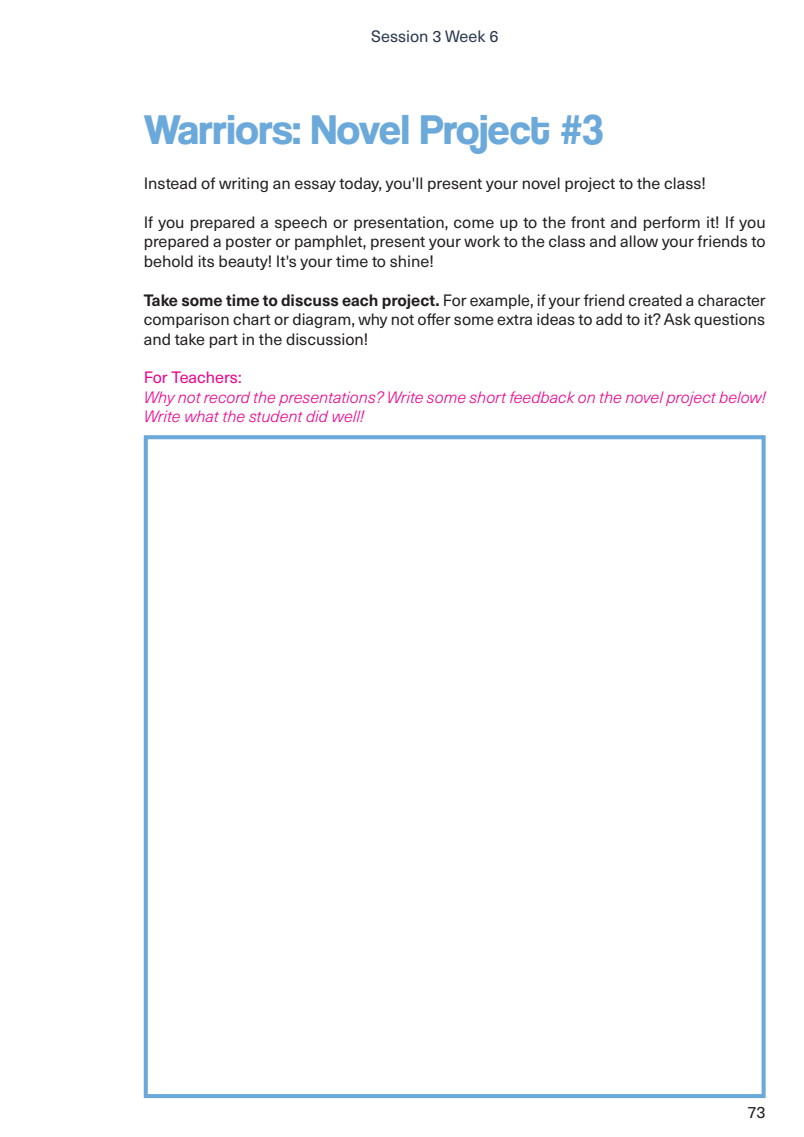 Session 3 Week 6
Warriors: Novel Project #3
Instead of writing an essay today, you'll present your novel project to the class!
If you prepared a speech or presentation, come up to the front and perform it! If you
prepared a poster or pamphlet, present your work to the class and allow your friends to
behold its beauty! It's your time to shine!
Take some time to discuss each project. For example, if your friend created a character
comparison chart or diagram, why not offer some extra ideas to add to it? Ask questions
and take part in the discussion!
For Teachers:
Why not record the presentations? Write some short feedback on the novel project below!
Write what the student did well!
73